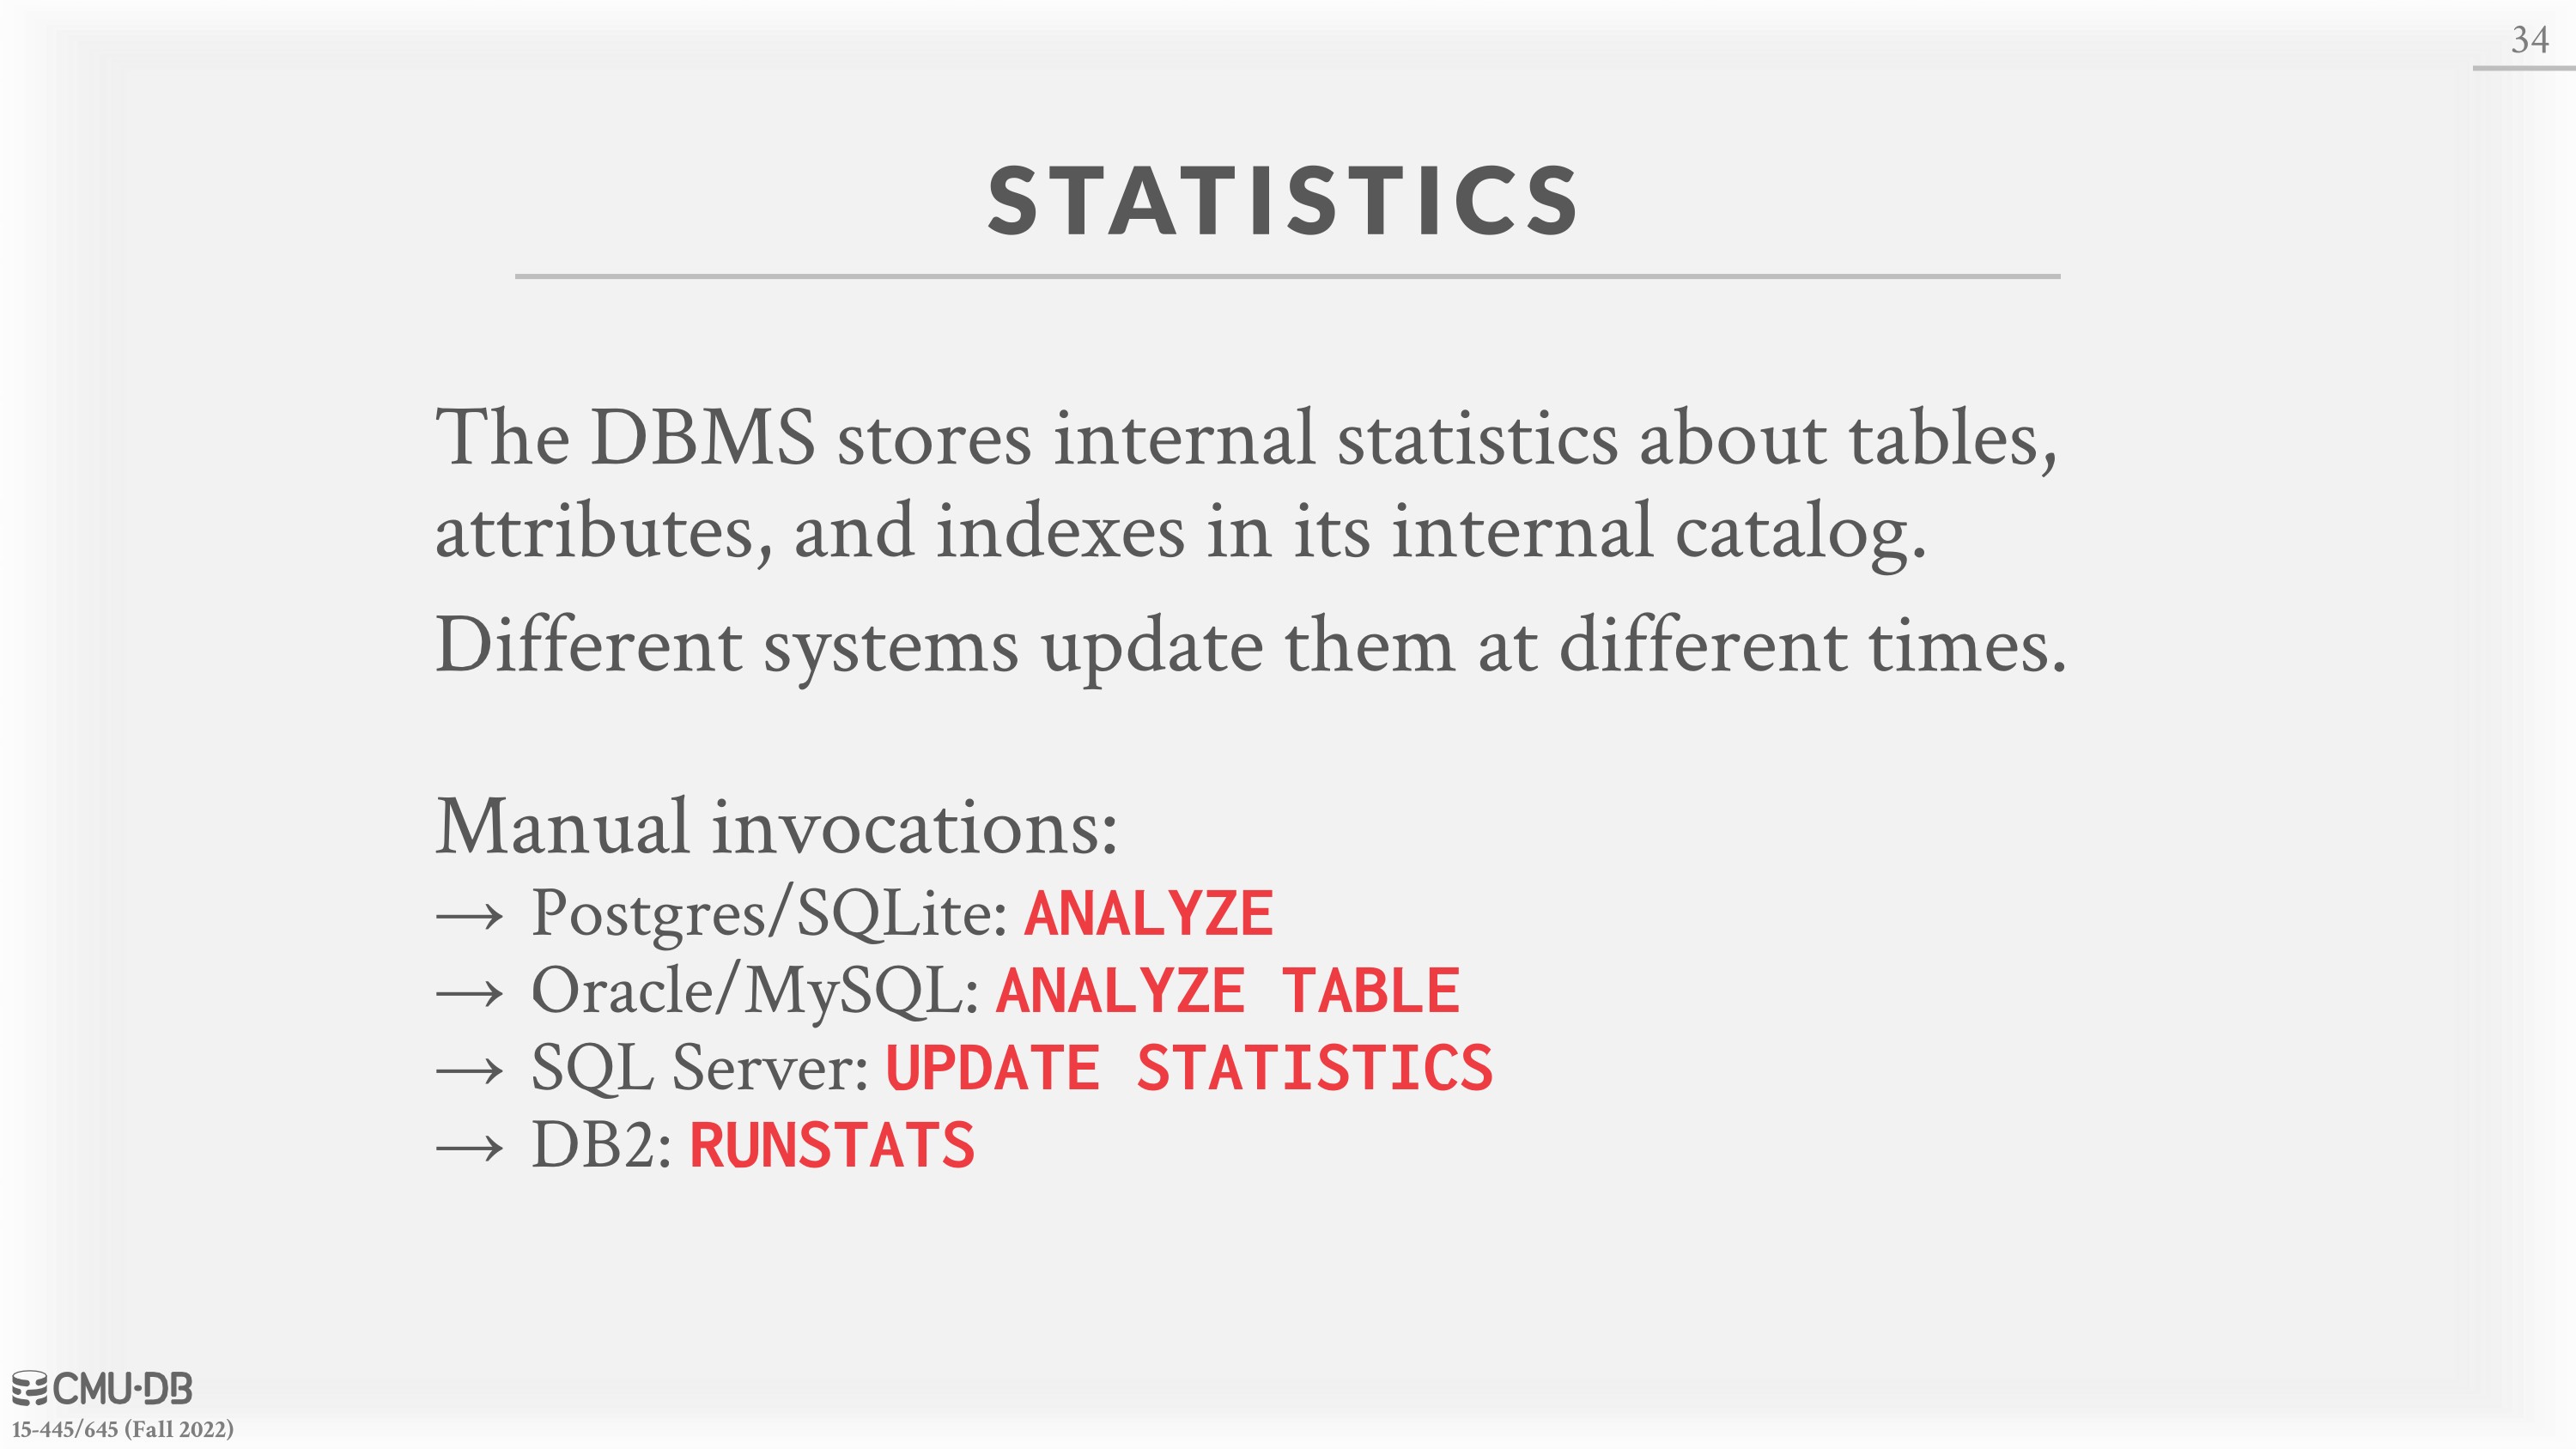 34
STATISTICS
The DBMS stores internal statistics about tables,
attributes, and indexes in its internal catalog.
Different systems update them at different times.
Manual invocations:
→ Postgres/SQLite: ANALYZE
→ Oracle/MySQL: ANALYZE TABLE
→ SQL Server: UPDATE STATISTICS
→ DB2: RUNSTATS
CMU·DB
15-445/645 (Fall 2022)